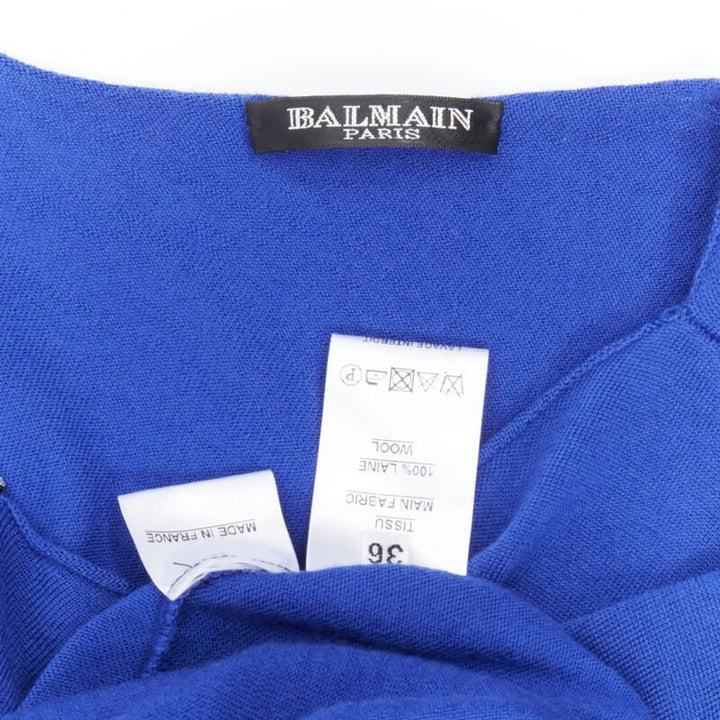 BALMAIN
PARIS
36
TISSU
MAIN FABRIC
100% LAINE
WOOL
P
LAVAGE INTERDIT
MADE IN FRANCE